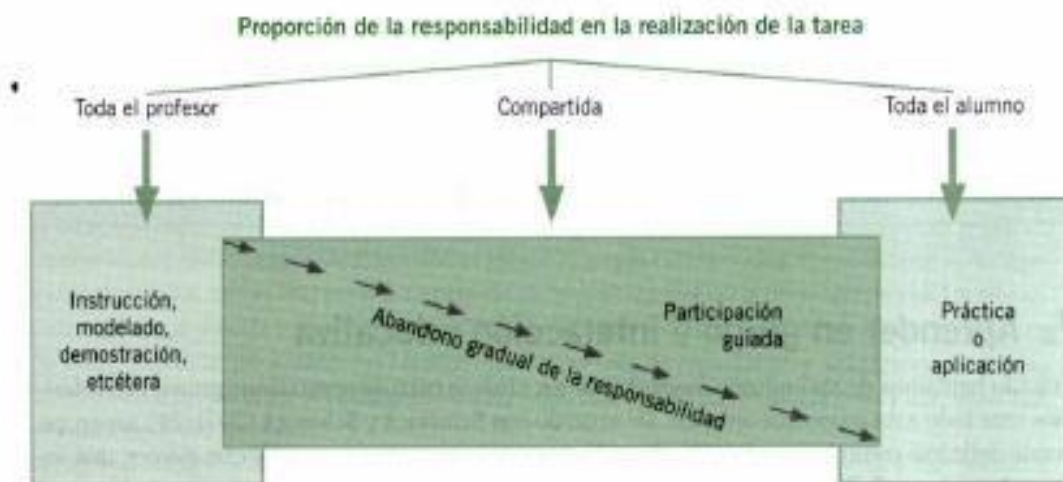 Proporción de la responsabilidad en la realización de la tarea
Toda el profesor
Compartida
Toda el alumno
Instrucción,
modelado,
demostración,
etcétera
Abandono gradual de la responsabilidad
Participación
guiada
Práctica
o
aplicación